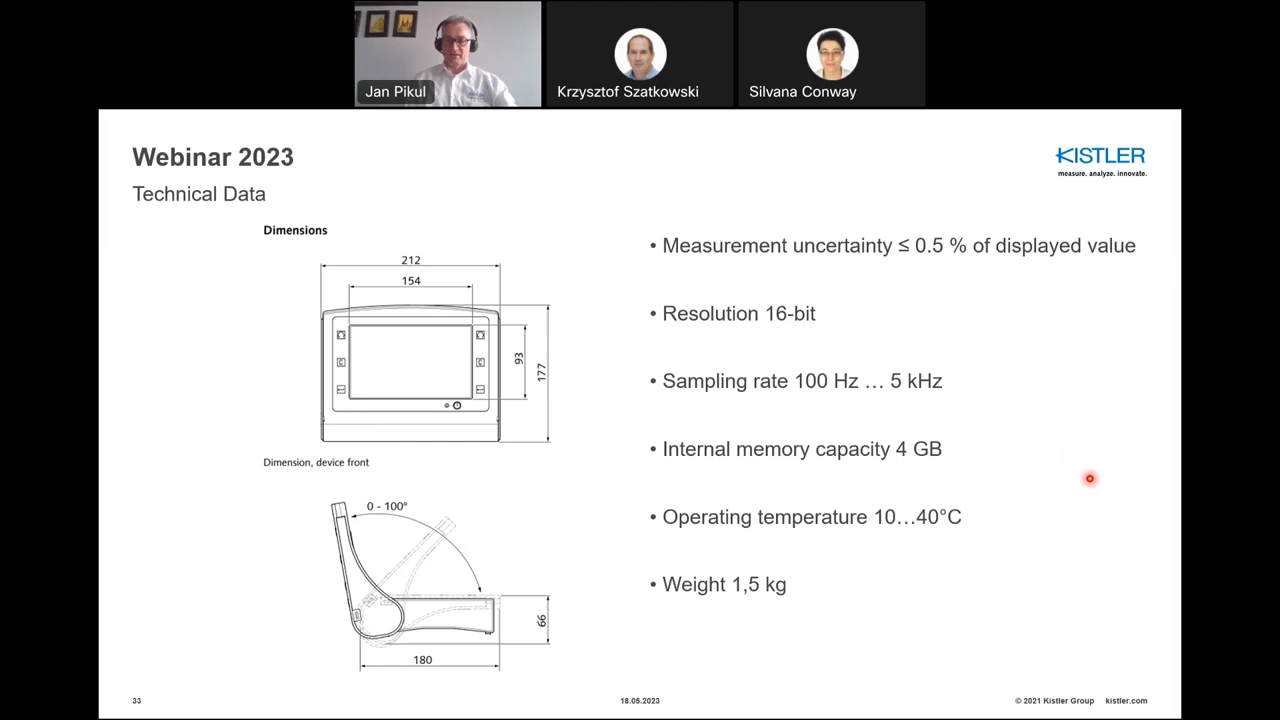 Jan Pikul
Krzysztof Szatkowski
Silvana Conway
Webinar 2023
KISTLER
measure. analyze. innovate.
Technical Data
Dimensions
212
154
93
177
Dimension, device front
0 - 100°
66
180
• Measurement uncertainty ≤ 0.5 % of displayed value
• Resolution 16-bit
• Sampling rate 100 Hz … 5 kHz
• Internal memory capacity 4 GB
• Operating temperature 10…40°C
• Weight 1,5 kg
33
18.05.2023
© 2021 Kistler Group kistler.com